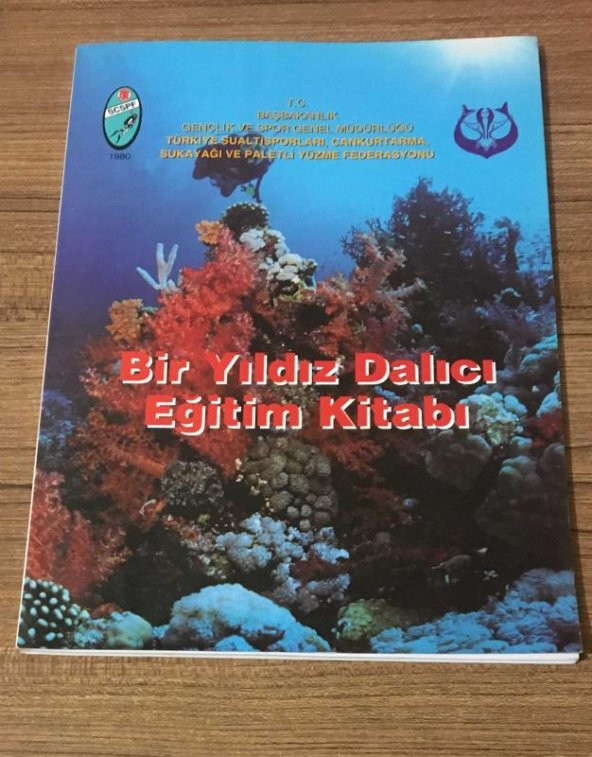 SCSPF
1980
T.C.
BAŞBAKANLIK
GENÇLİK VE SPOR GENEL MÜDÜRLÜĞÜ
TÜRKİYE SUALTISPORLARI, CANKURTARMA,
SUKAYAĞI VE PALETLİ YÜZME FEDERASYONU
Bir Yıldız Dalıcı
Eğitim Kitabı